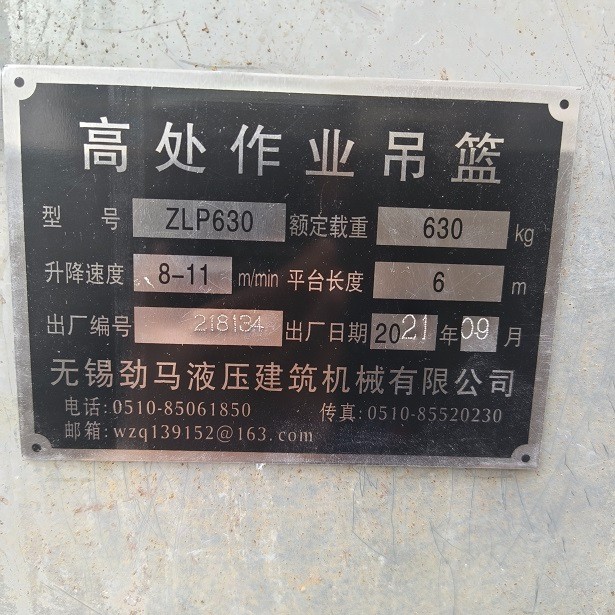 高处作业吊篮
型 号 ZLP630 额定载重 630 kg
升降速度 8-11 m/min 平台长度 6 m
出厂编号 218134 出厂日期 2021 年 09 月
无锡劲马液压建筑机械有限公司
电话:0510-85061850 传真:0510-85520230
邮箱:wzq139152@163.com